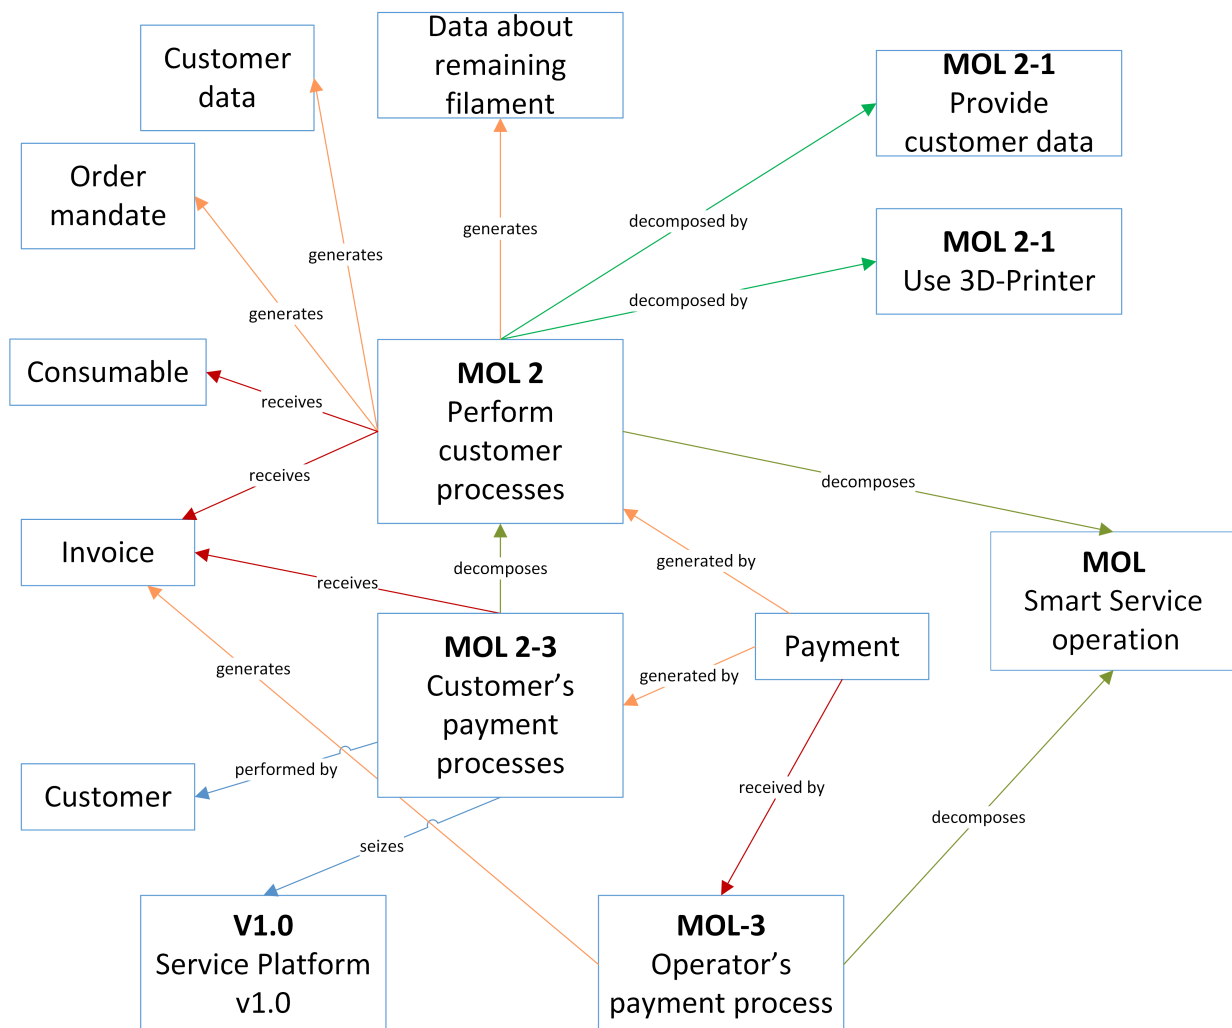 Data about
remaining
filament
Customer
data
MOL 2-1
Provide
customer data
Order
mandate
decomposed by
generates
MOL 2-1
Use 3D-Printer
generates
decomposed by
generates
Consumable
receives
MOL 2
Perform
customer
processes
receives
decomposes
Invoice
receives
decomposes
generated by
MOL
Smart Service
operation
MOL 2-3
Customer's
payment
processes
Payment
generates
generated by
Customer
performed by
received by
decomposes
seizes
V1.0
Service Platform
v1.0
MOL-3
Operator's
payment process